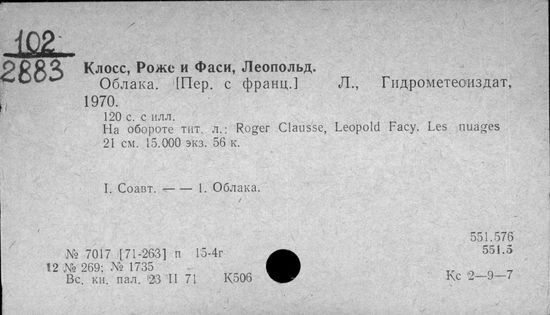 102
2883
Клосс, Роже и Фаси, Леопольд.
Облака. [Пер. с франц.] Л., Гидрометеоиздат,
1970.
120 с. с илл.
На обороте тит. л.: Roger Clausse, Leopold Facy. Les nuages
21 см. 15.000 экз. 56 к.
I. Соавт. — — 1. Облака.
551.576
№ 7017 [71-263] п 15-4г 551.5
12 № 269; № 1735
Вс. кн. пал. 23 II 71 К506 Кс 2—9—7